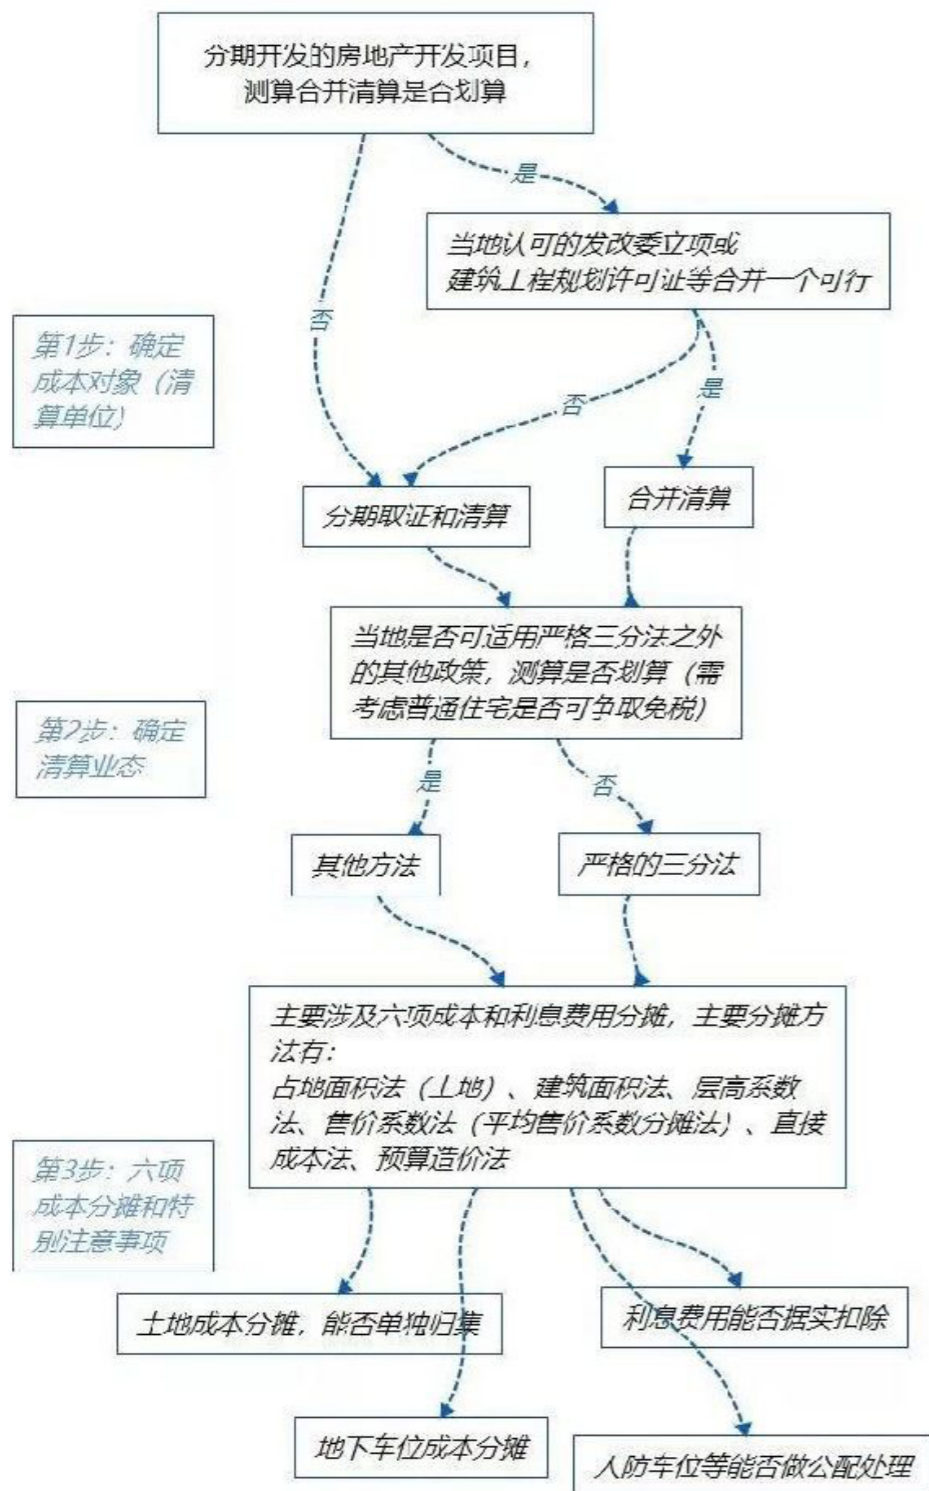 分期开发的房地产开发项目，
测算合并清算是否划算
是
当地认可的发改委立项或
建筑工程规划许可证等合并一个可行
否
第1步：确定
成本对象（清
算单位）
否
是
分期取证和清算
合并清算
当地是否可适用严格三分法之外
的其他政策，测算是否划算（需
考虑普通住宅是否可争取免税）
第2步：确定
清算业态
是
否
其他方法
严格的三分法
主要涉及六项成本和利息费用分摊，主要分摊方
法有：
占地面积法（土地）、建筑面积法、层高系数
法、售价系数法（平均售价系数分摊法）、直接
成本法、预算造价法
第3步：六项
成本分摊和特
别注意事项
土地成本分摊，能否单独归集
利息费用能否据实扣除
地下车位成本分摊
人防车位等能否做公配处理